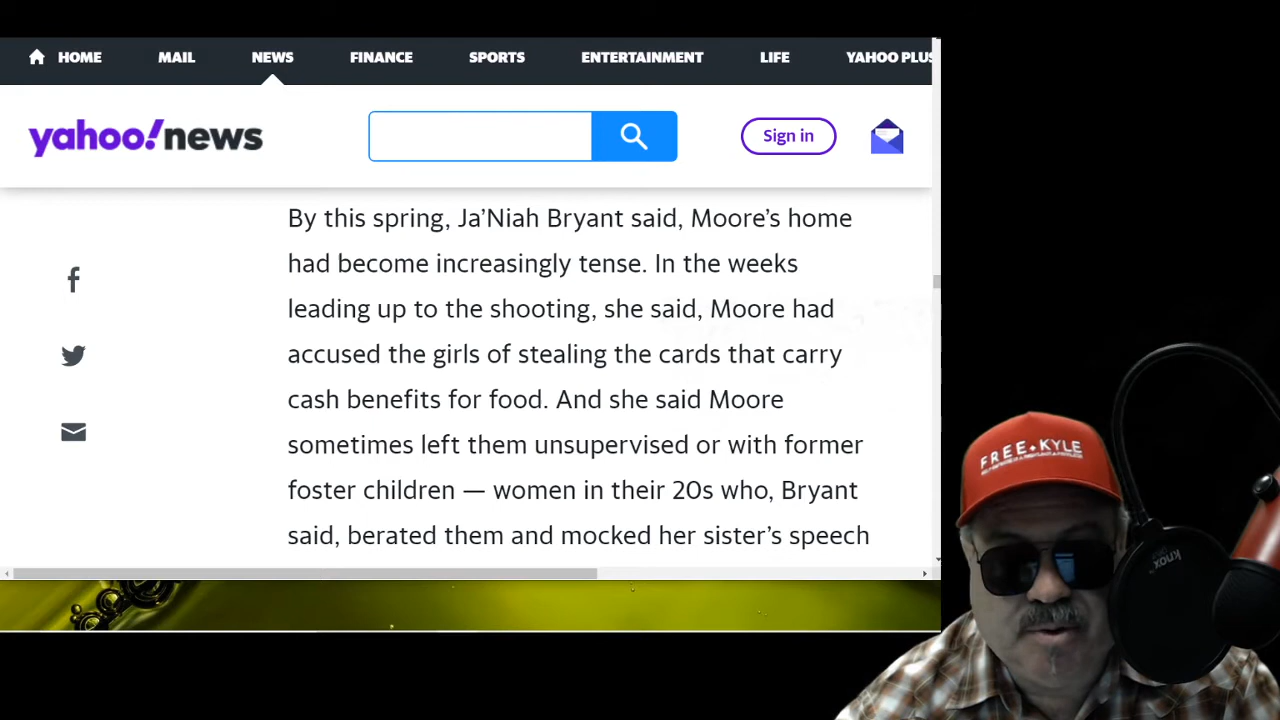 HOME MAIL NEWS FINANCE SPORTS ENTERTAINMENT LIFE YAHOO PLUS
yahoo!news
Sign in
By this spring, Ja’Niah Bryant said, Moore’s home
had become increasingly tense. In the weeks
leading up to the shooting, she said, Moore had
accused the girls of stealing the cards that carry
cash benefits for food. And she said Moore
sometimes left them unsupervised or with former
foster children — women in their 20s who, Bryant
said, berated them and mocked her sister’s speech
FREE KYLE
knox